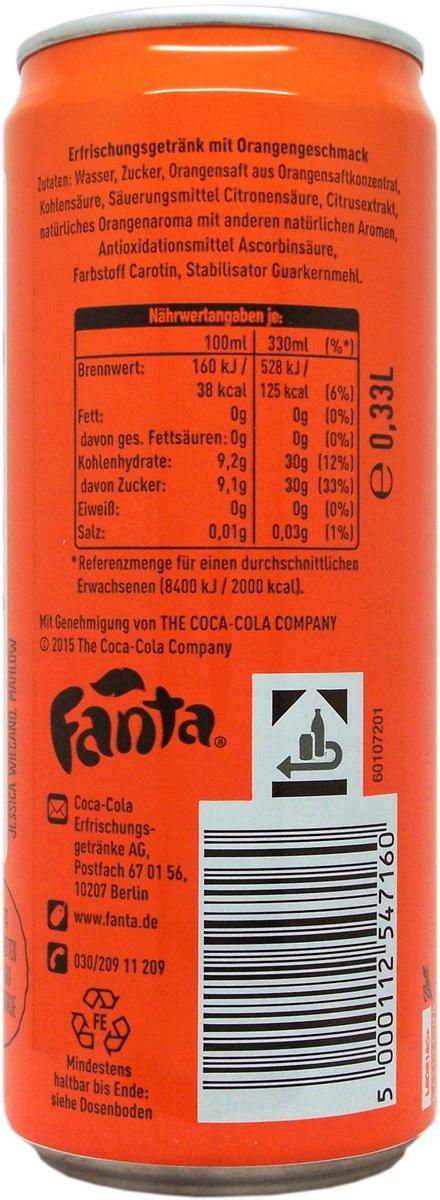 Erfrischungsgetränk mit Orangengeschmack
Zutaten: Wasser, Zucker, Orangensaft aus Orangensaftkonzentrat,
Kohlensäure, Säuerungsmittel Citronensäure, Citrusextrakt,
natürliches Orangenaroma mit anderen natürlichen Aromen,
Antioxidationsmittel Ascorbinsäure,
Farbstoff Carotin, Stabilisator Guarkernmehl.
Nährwertangaben je:
100ml 330ml (%*)
Brennwert: 160 kJ / 528 kJ /
38 kcal 125 kcal (6%)
Fett: 0g 0g (0%)
davon ges. Fettsäuren: 0g 0g (0%)
Kohlenhydrate: 9,2g 30g (12%)
davon Zucker: 9,1g 30g (33%)
Eiweiß: 0g 0g (0%)
Salz: 0,01g 0,03g (1%)
*Referenzmenge für einen durchschnittlichen
Erwachsenen (8400 kJ / 2000 kcal).
e 0,33L
Mit Genehmigung von THE COCA-COLA COMPANY
© 2015 The Coca-Cola Company
JESSICA WIEGAND, MAHLOW
Fanta®
60107201
Coca-Cola
Erfrischungs-
getränke AG,
Postfach 67 01 56,
10207 Berlin
www.fanta.de
030/209 11 209
FE
Mindestens
haltbar bis Ende:
siehe Dosenboden
5 000112 547160